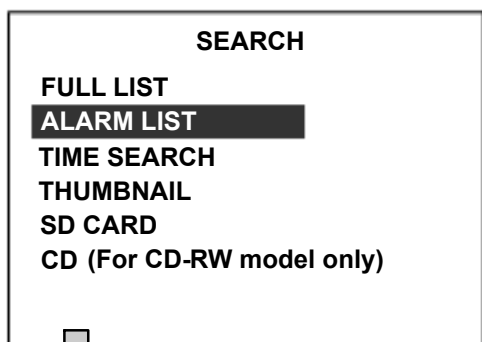 SEARCH
FULL LIST
ALARM LIST
TIME SEARCH
THUMBNAIL
SD CARD
CD (For CD-RW model only)